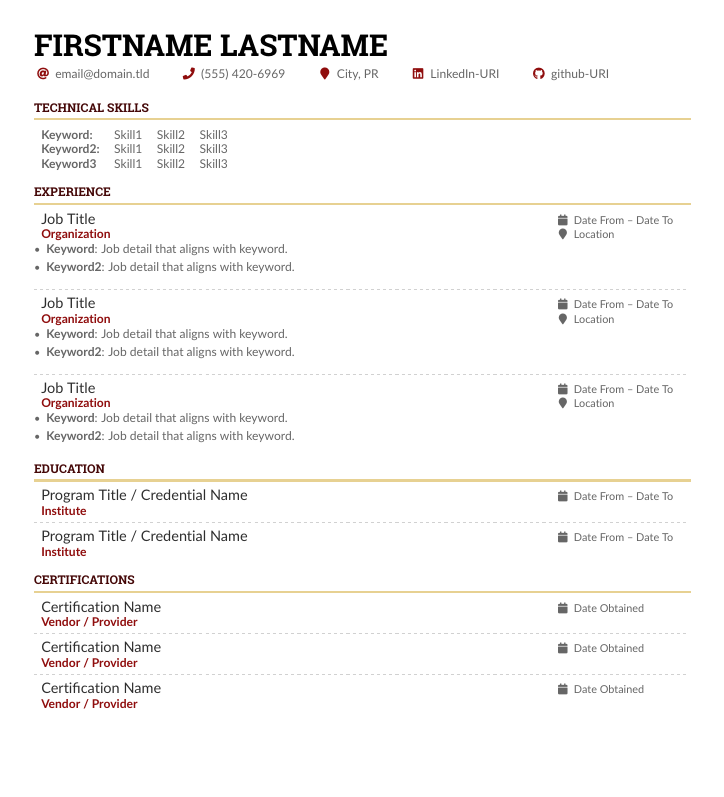 FIRSTNAME LASTNAME
email@domain.tld (555) 420-6969 City, PR LinkedIn-URI github-URI
TECHNICAL SKILLS
Keyword: Skill1 Skill2 Skill3
Keyword2: Skill1 Skill2 Skill3
Keyword3 Skill1 Skill2 Skill3
EXPERIENCE
Job Title Date From – Date To
Organization Location
• Keyword: Job detail that aligns with keyword.
• Keyword2: Job detail that aligns with keyword.
Job Title Date From – Date To
Organization Location
• Keyword: Job detail that aligns with keyword.
• Keyword2: Job detail that aligns with keyword.
Job Title Date From – Date To
Organization Location
• Keyword: Job detail that aligns with keyword.
• Keyword2: Job detail that aligns with keyword.
EDUCATION
Program Title / Credential Name Date From – Date To
Institute
Program Title / Credential Name Date From – Date To
Institute
CERTIFICATIONS
Certification Name Date Obtained
Vendor / Provider
Certification Name Date Obtained
Vendor / Provider
Certification Name Date Obtained
Vendor / Provider